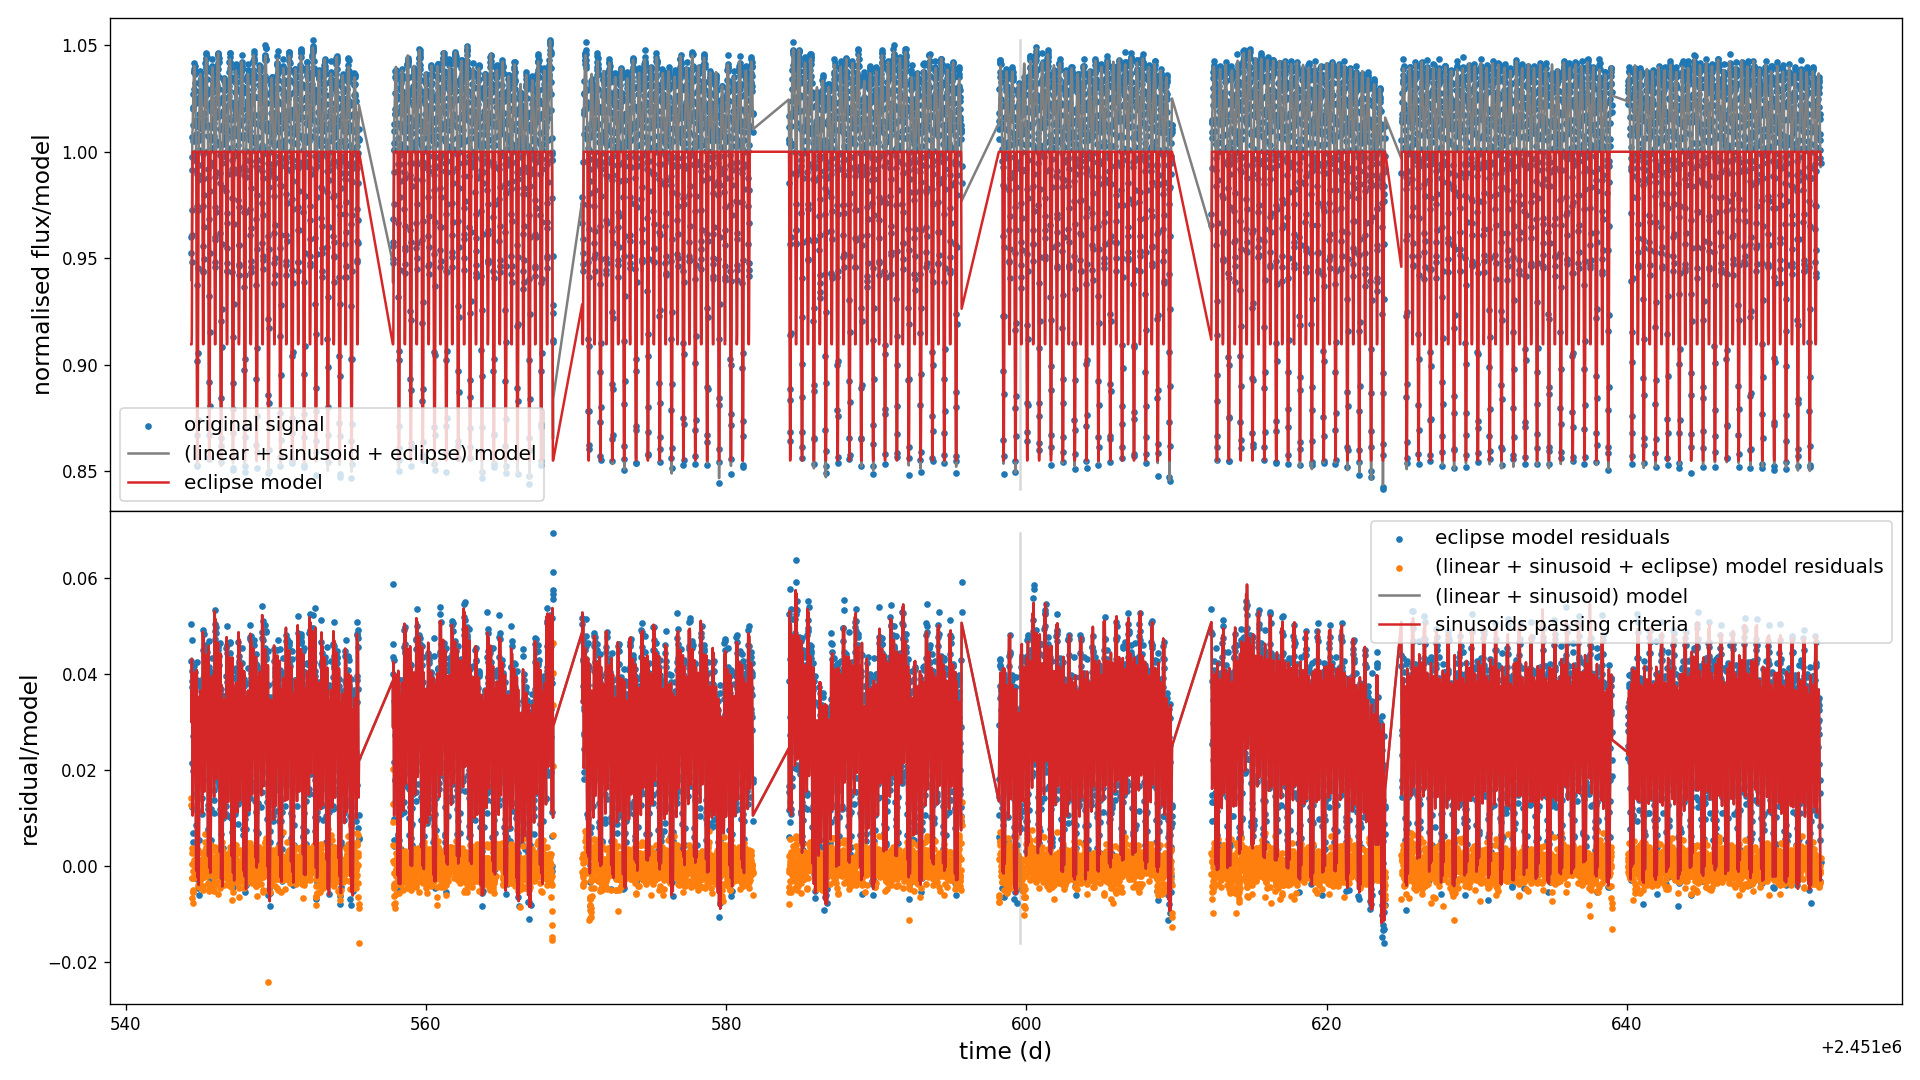 1.05
1.00
0.95
0.90
0.85
normalised flux/model
original signal
(linear + sinusoid + eclipse) model
eclipse model
0.06
0.04
0.02
0.00
−0.02
residual/model
eclipse model residuals
(linear + sinusoid + eclipse) model residuals
(linear + sinusoid) model
sinusoids passing criteria
540
560
580
600
620
640
time (d)
+2.451e6